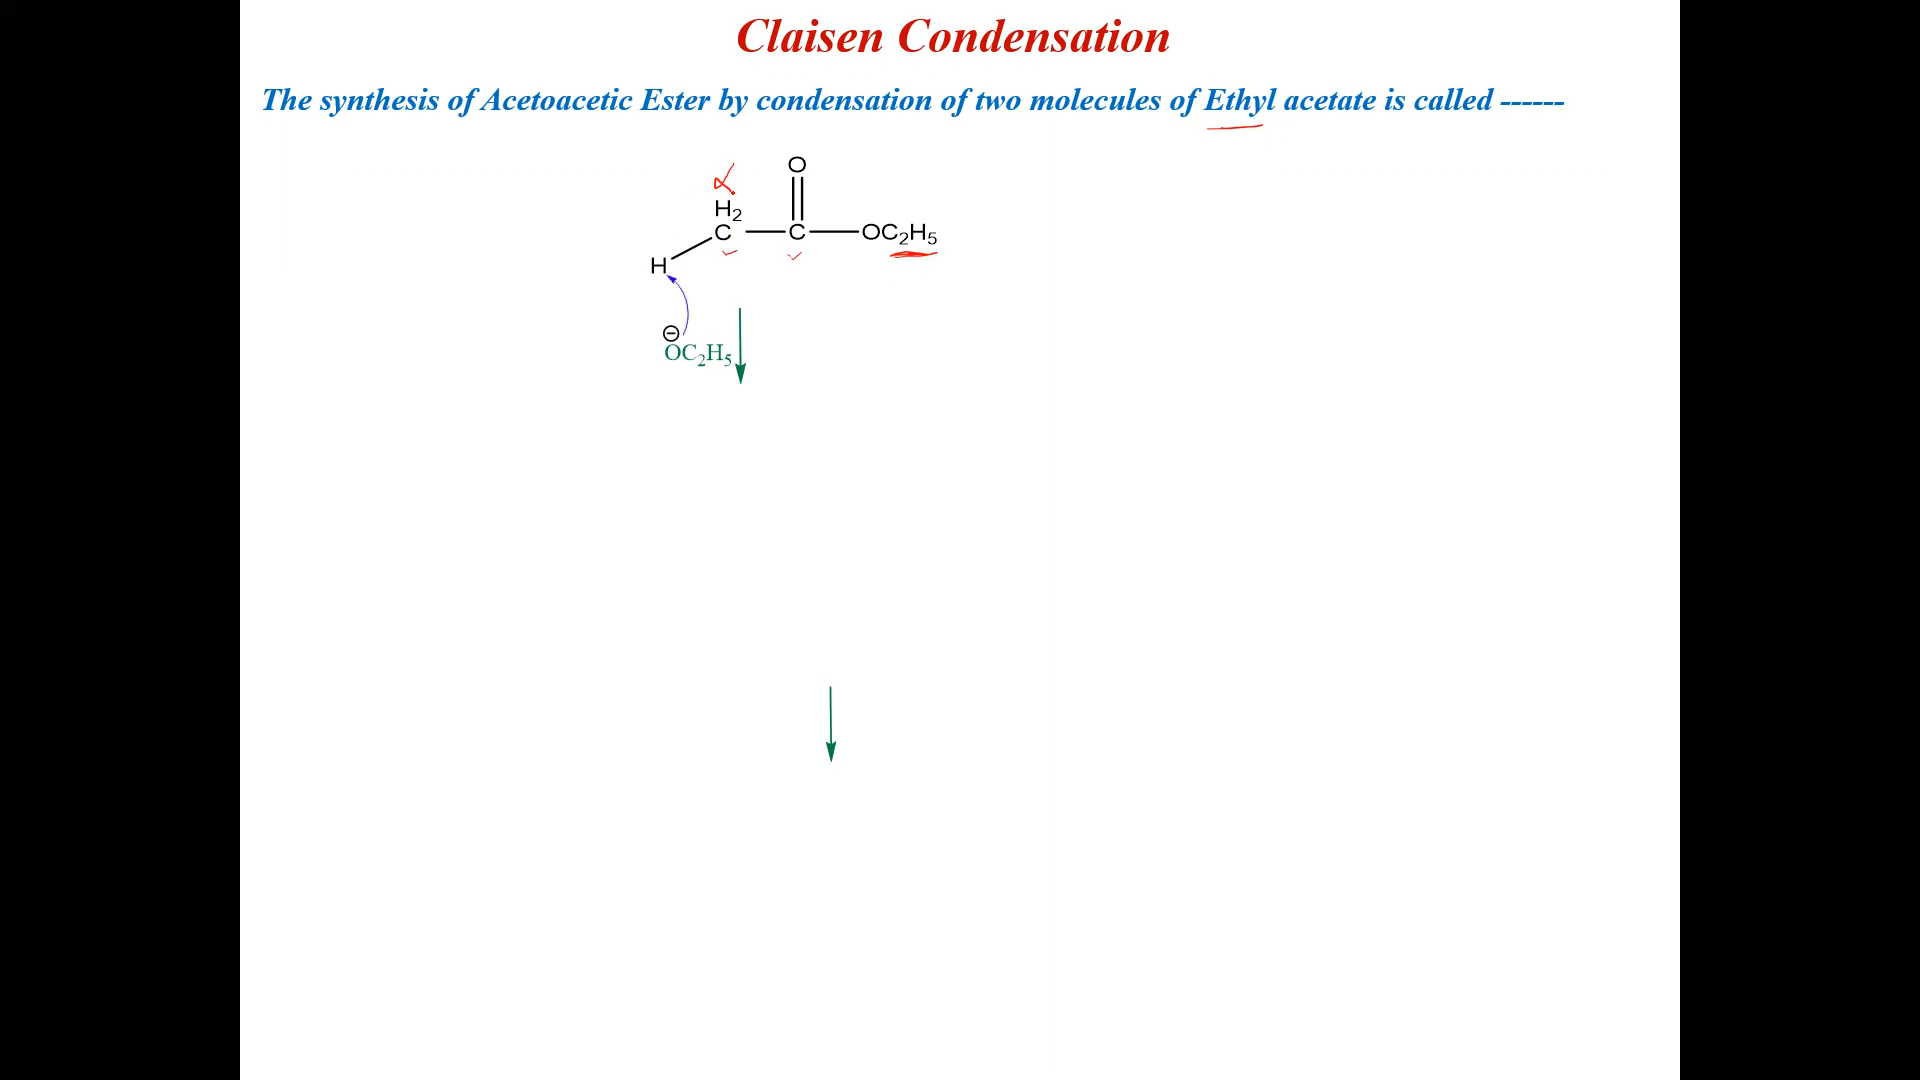 Claisen Condensation
The synthesis of Acetoacetic Ester by condensation of two molecules of Ethyl acetate is called ------
O
α
H₂
C C OC₂H₅
H
⊖
OC₂H₅